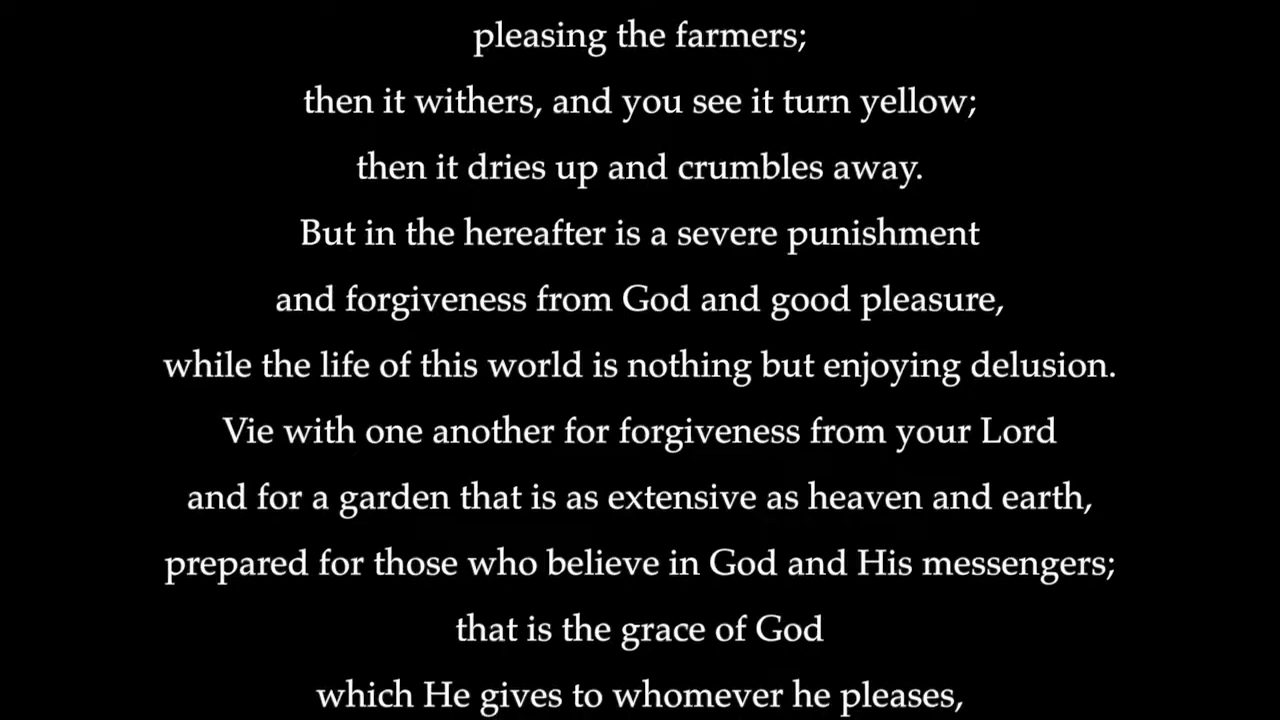 pleasing the farmers;
then it withers, and you see it turn yellow;
then it dries up and crumbles away.
But in the hereafter is a severe punishment
and forgiveness from God and good pleasure,
while the life of this world is nothing but enjoying delusion.
Vie with one another for forgiveness from your Lord
and for a garden that is as extensive as heaven and earth,
prepared for those who believe in God and His messengers;
that is the grace of God
which He gives to whomever he pleases,